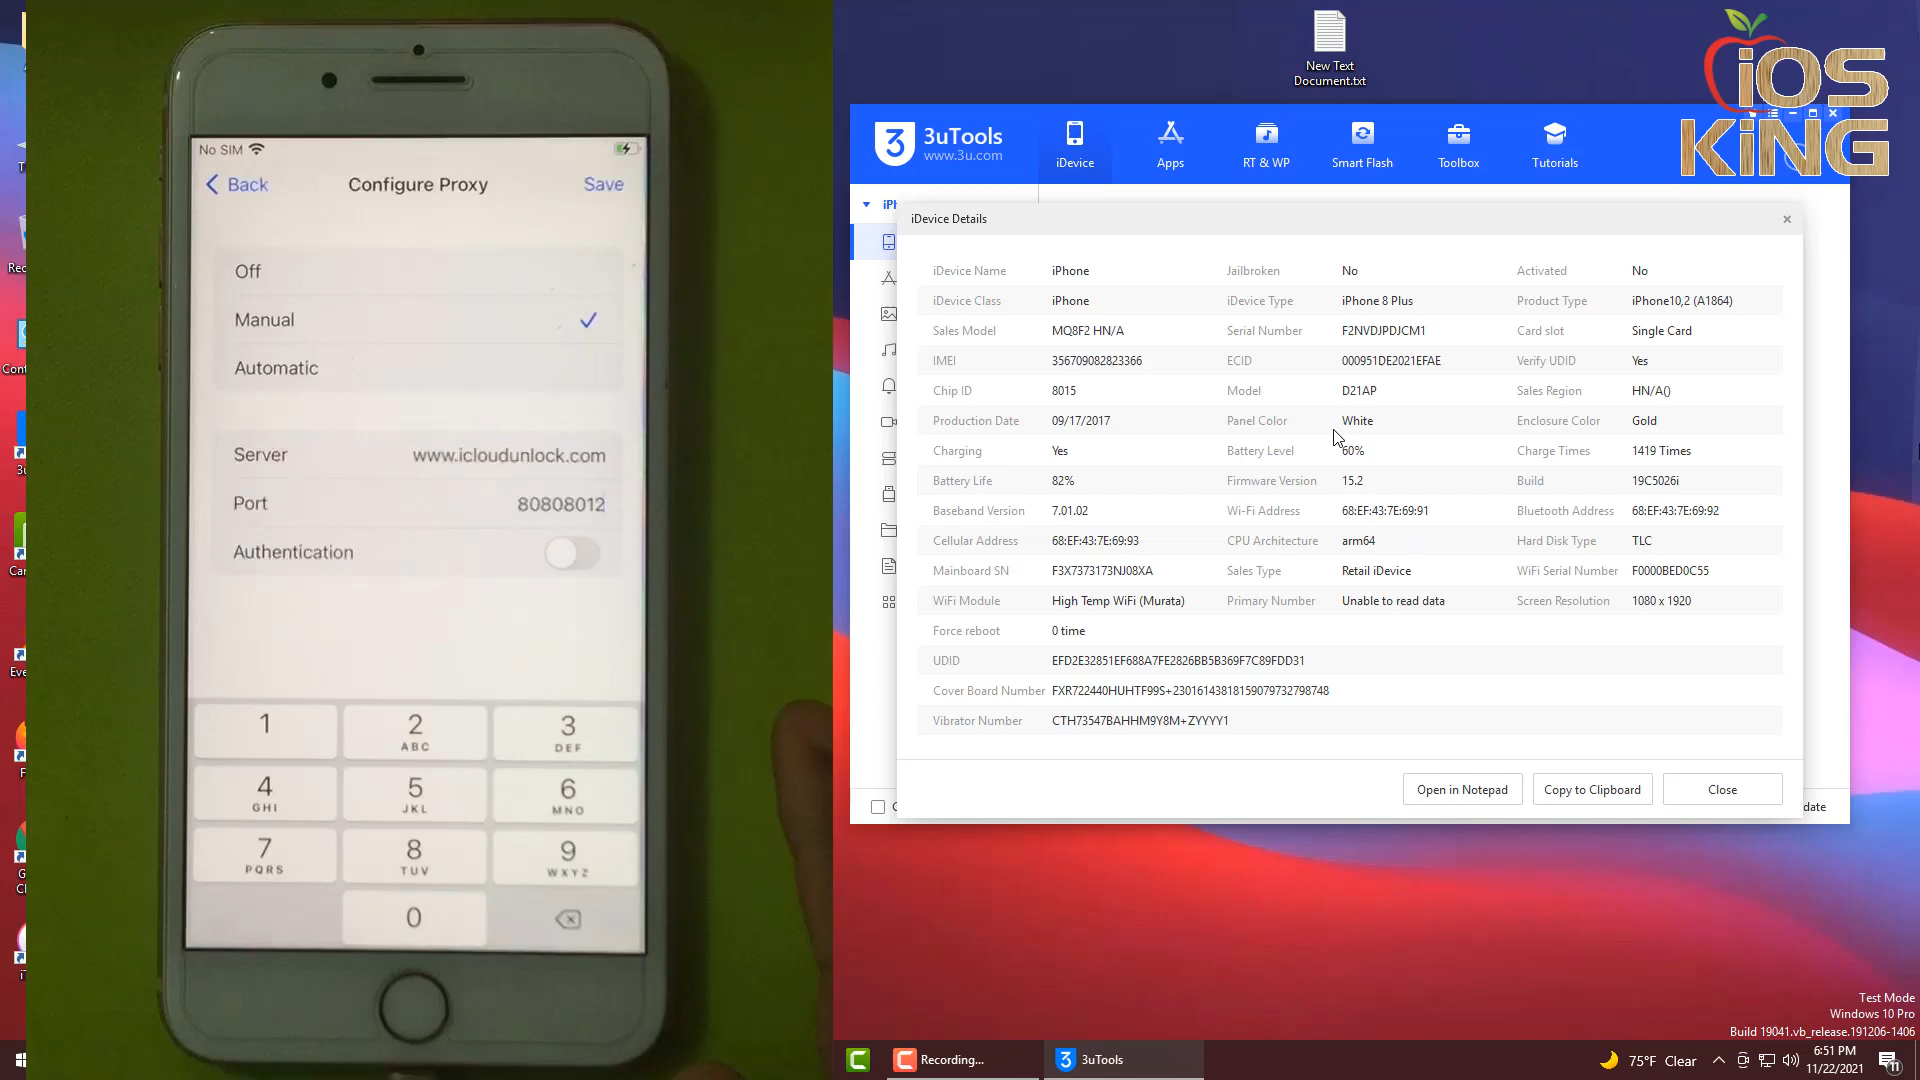 No SIM
Back
Configure Proxy
Save
Off
Manual
Automatic
Server
www.icloudunlock.com
Port
80808012
Authentication
1
2
ABC
3
DEF
4
GHI
5
JKL
6
MNO
7
PQRS
8
TUV
9
WXYZ
0
New Text
Document.txt
iOS
KiNG
3uTools
www.3u.com
iDevice
Apps
RT & WP
Smart Flash
Toolbox
Tutorials
iDevice Details
iDevice Name iPhone Jailbroken No Activated No
iDevice Class iPhone iDevice Type iPhone 8 Plus Product Type iPhone10,2 (A1864)
Sales Model MQ8F2 HN/A Serial Number F2NVDJPDJCM1 Card slot Single Card
IMEI 356709082823366 ECID 000951DE2021EFAE Verify UDID Yes
Chip ID 8015 Model D21AP Sales Region HN/A()
Production Date 09/17/2017 Panel Color White Enclosure Color Gold
Charging Yes Battery Level 60% Charge Times 1419 Times
Battery Life 82% Firmware Version 15.2 Build 19C5026i
Baseband Version 7.01.02 Wi-Fi Address 68:EF:43:7E:69:91 Bluetooth Address 68:EF:43:7E:69:92
Cellular Address 68:EF:43:7E:69:93 CPU Architecture arm64 Hard Disk Type TLC
Mainboard SN F3X7373173NJ08XA Sales Type Retail iDevice WiFi Serial Number F0000BED0C55
WiFi Module High Temp WiFi (Murata) Primary Number Unable to read data Screen Resolution 1080 x 1920
Force reboot 0 time
UDID EFD2E32851EF688A7FE2826BB5B369F7C89FDD31
Cover Board Number FXR722440HUHTF99S+23016143818159079732798748
Vibrator Number CTH73547BAHHM9Y8M+ZYYYY1
Open in Notepad
Copy to Clipboard
Close
Test Mode
Windows 10 Pro
Build 19041.vb_release.191206-1406
Recording...
3uTools
75°F Clear
6:51 PM
11/22/2021
11